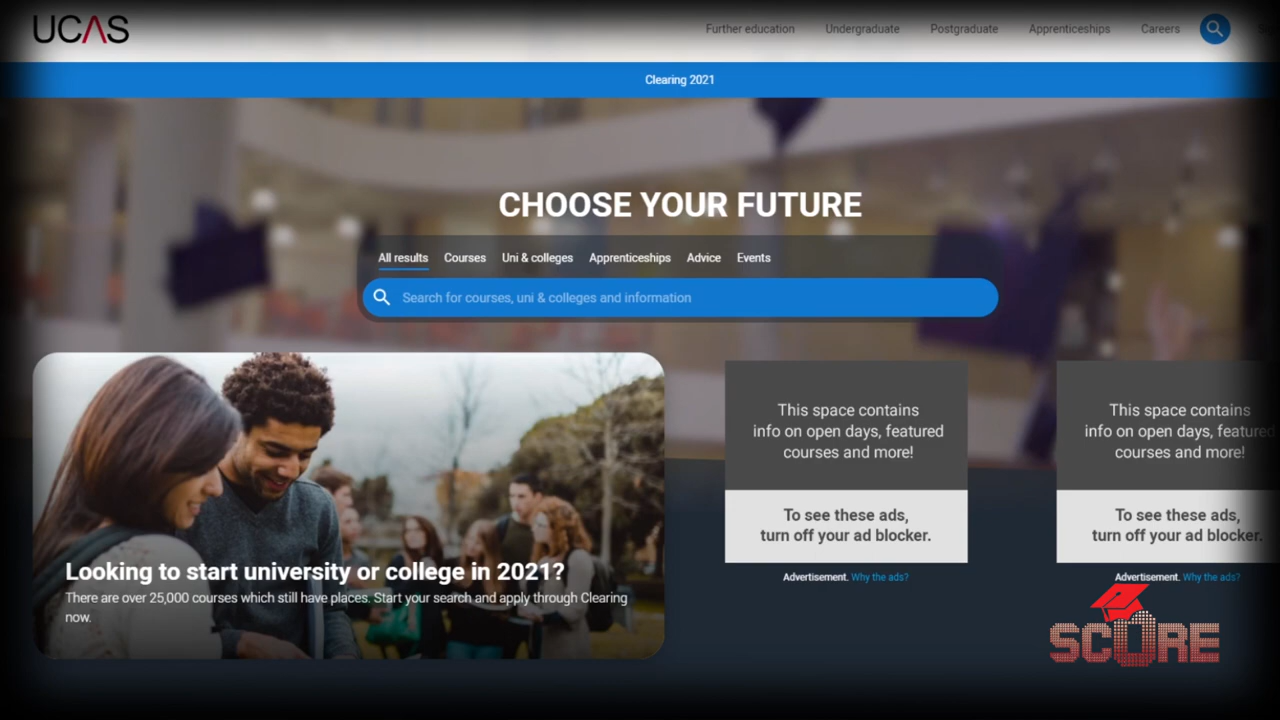 UCAS
Further education Undergraduate Postgraduate Apprenticeships Careers
Clearing 2021
CHOOSE YOUR FUTURE
All results Courses Uni & colleges Apprenticeships Advice Events
Search for courses, uni & colleges and information
Looking to start university or college in 2021?
There are over 25,000 courses which still have places. Start your search and apply through Clearing
now.
This space contains
info on open days, featured
courses and more!
To see these ads,
turn off your ad blocker.
Advertisement. Why the ads?
This space contains
info on open days, featured
courses and more!
To see these ads,
turn off your ad blocker.
Advertisement. Why the ads?
SCURE